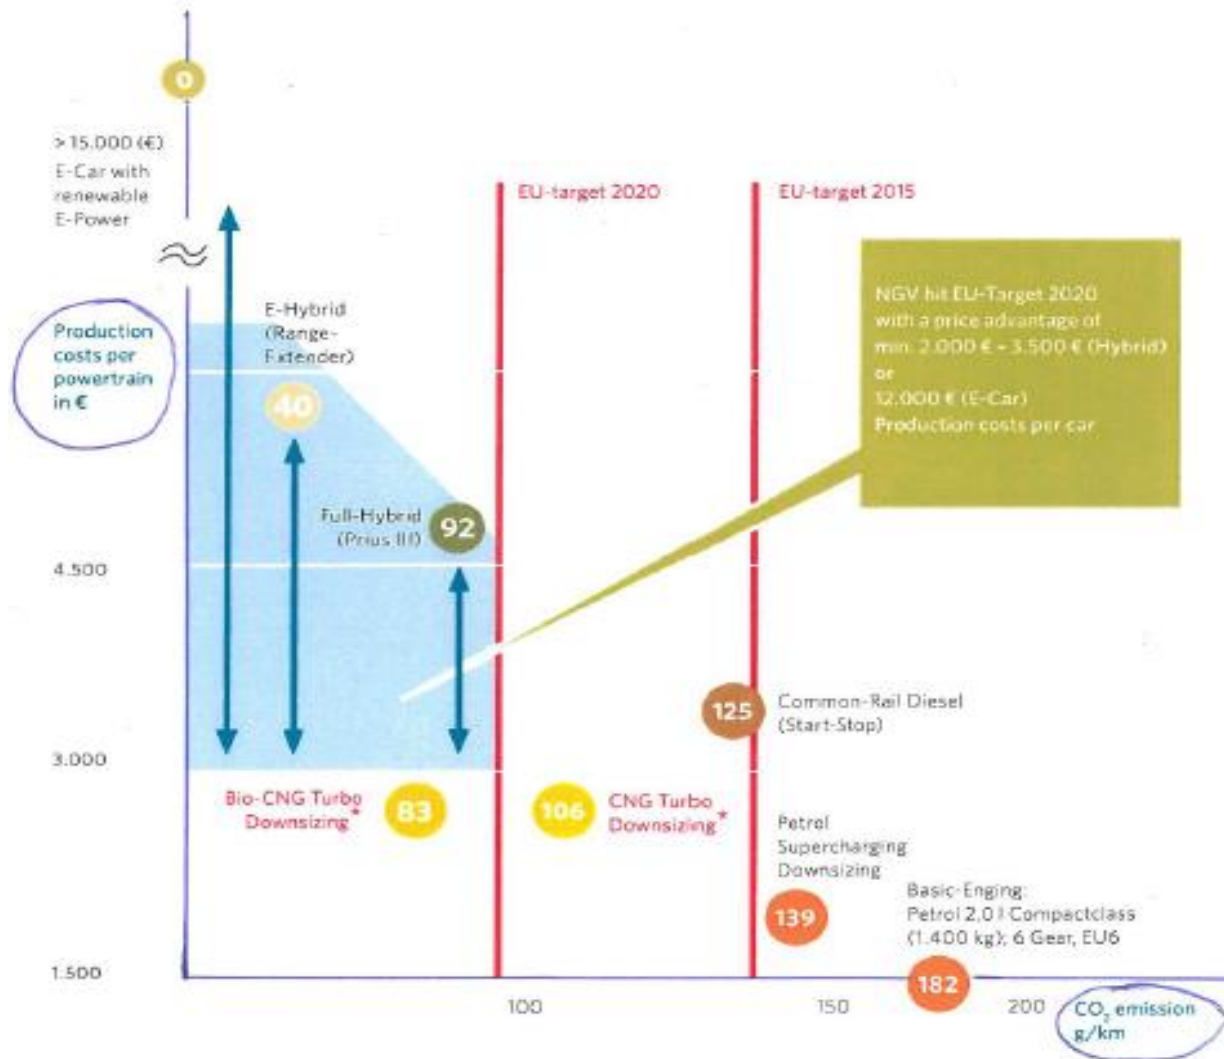 0
> 15.000 (€)
E-Car with
renewable
E-Power
EU-target 2020
EU-target 2015
NGV hit EU-Target 2020
with a price advantage of
min. 2.000 € - 3.500 € (Hybrid)
or
12.000 € (E-Car)
Production costs per car
E-Hybrid
(Range-
Extender)
Production
costs per
powertrain
in €
40
Full-Hybrid
(Prius III)
92
4.500
125
Common-Rail Diesel
(Start-Stop)
3.000
Bio-CNG Turbo
Downsizing*
83
106
CNG Turbo
Downsizing*
Petrol
Supercharging
Downsizing
139
Basic-Enging:
Petrol 2,0 l Compactclass
(1.400 kg); 6 Gear, EU6
182
1.500
100
150
200
CO₂ emission
g/km